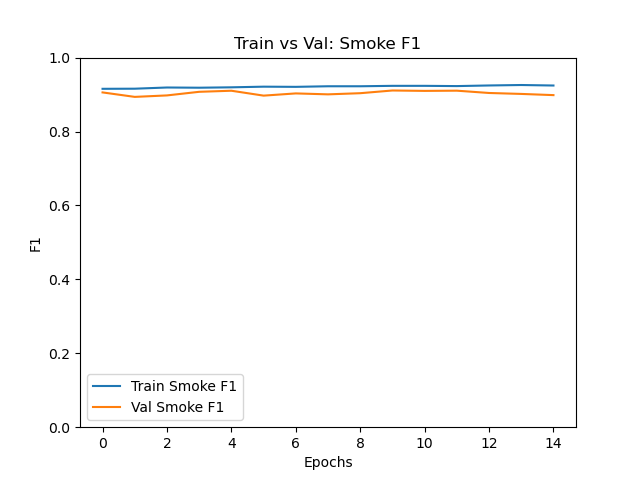 Train vs Val: Smoke F1
1.0
0.8
0.6
0.4
0.2
0.0
F1
Train Smoke F1
Val Smoke F1
0 2 4 6 8 10 12 14
Epochs